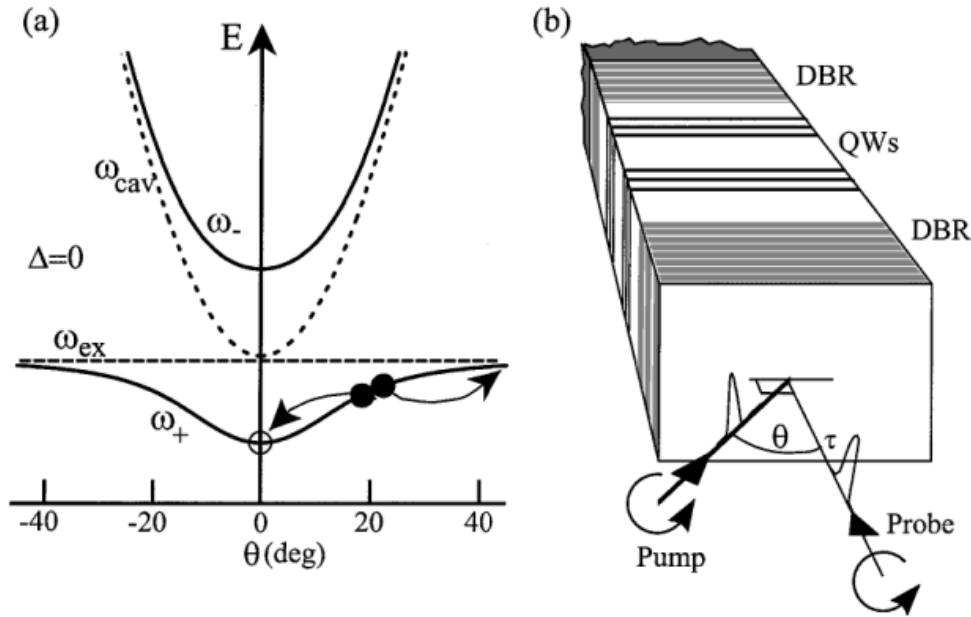 (a)
E
ω_cav
ω_-
Δ=0
ω_ex
ω_+
-40 -20 0 20 40
θ (deg)
(b)
DBR
QWs
DBR
θ τ
Pump
Probe